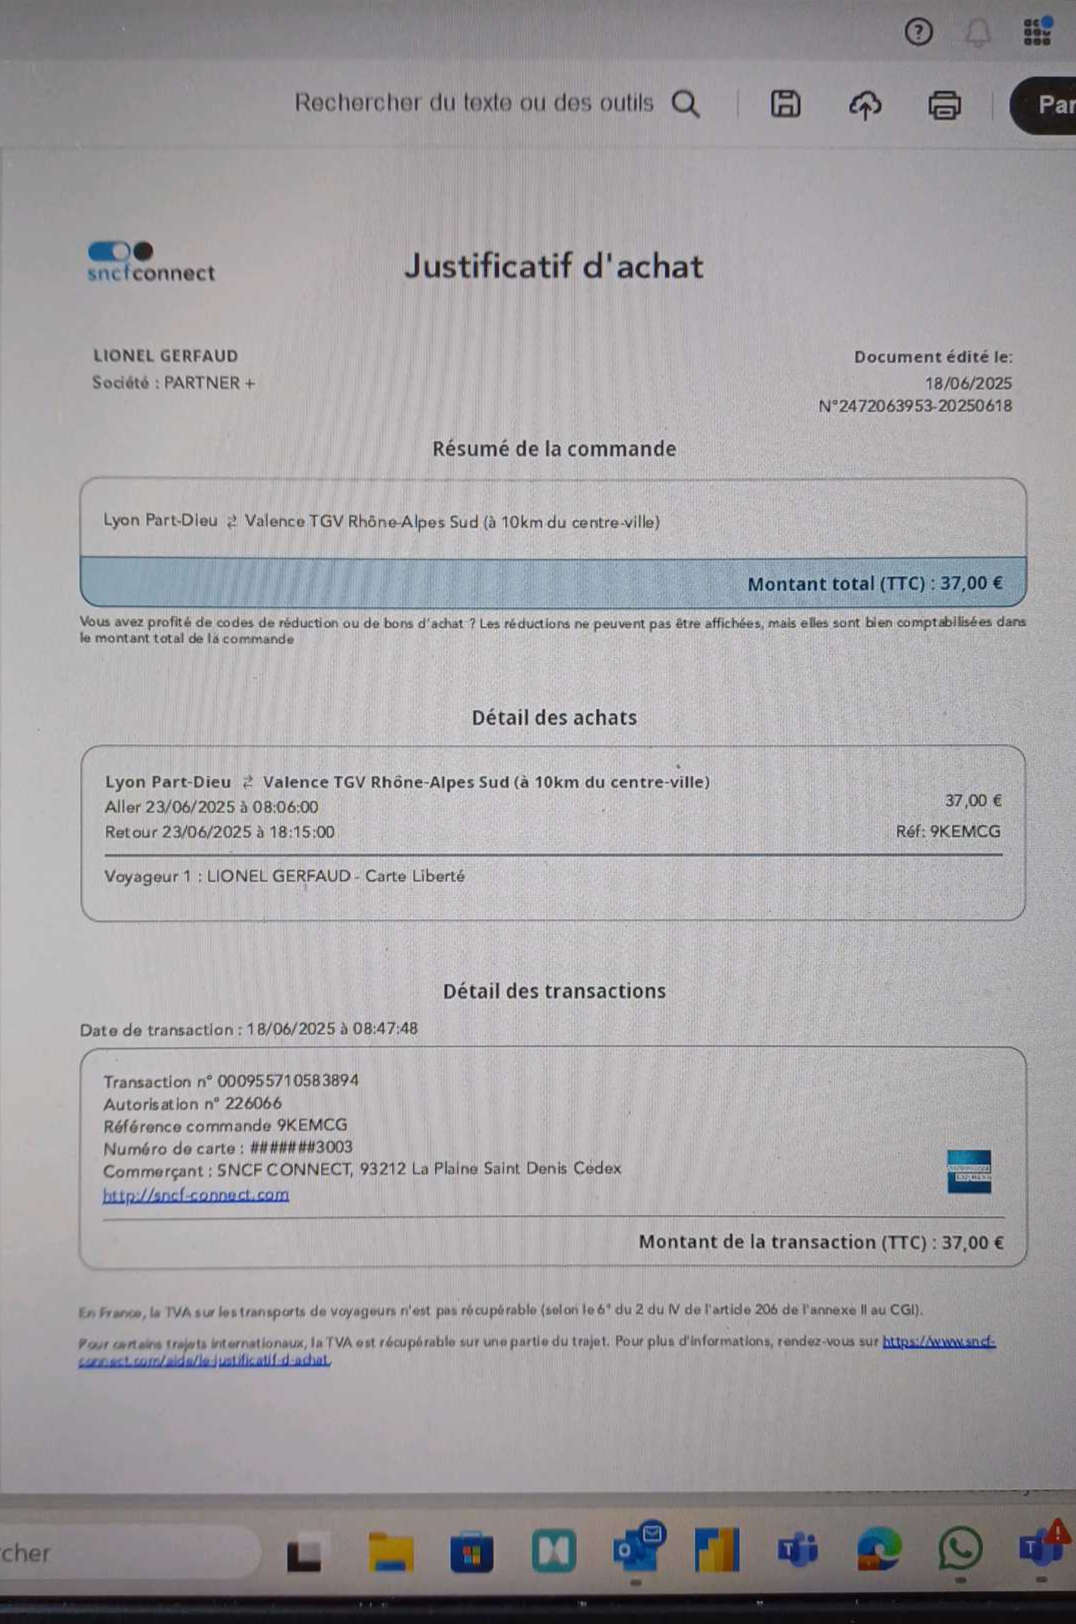 Rechercher du texte ou des outils
Par
sncf connect
Justificatif d'achat
LIONEL GERFAUD
Société : PARTNER +
Document édité le:
18/06/2025
N°2472063953-20250618
Résumé de la commande
Lyon Part-Dieu ⇄ Valence TGV Rhône-Alpes Sud (à 10km du centre-ville)
Montant total (TTC) : 37,00 €
Vous avez profité de codes de réduction ou de bons d'achat ? Les réductions ne peuvent pas être affichées, mais elles sont bien comptabilisées dans
le montant total de la commande
Détail des achats
Lyon Part-Dieu ⇄ Valence TGV Rhône-Alpes Sud (à 10km du centre-ville)
Aller 23/06/2025 à 08:06:00
37,00 €
Retour 23/06/2025 à 18:15:00
Réf: 9KEMCG
Voyageur 1 : LIONEL GERFAUD - Carte Liberté
Détail des transactions
Date de transaction : 18/06/2025 à 08:47:48
Transaction n° 000955710583894
Autorisation n° 226066
Référence commande 9KEMCG
Numéro de carte : #######3003
Commerçant : SNCF CONNECT, 93212 La Plaine Saint Denis Cédex
http://sncf-connect.com
AMERICAN EXPRESS
Montant de la transaction (TTC) : 37,00 €
En France, la TVA sur les transports de voyageurs n'est pas récupérable (selon le 6° du 2 du IV de l'article 206 de l'annexe II au CGI).
Pour certains trajets internationaux, la TVA est récupérable sur une partie du trajet. Pour plus d'informations, rendez-vous sur https://www.sncf-
connect.com/aide/le-justificatif-d-achat.
cher